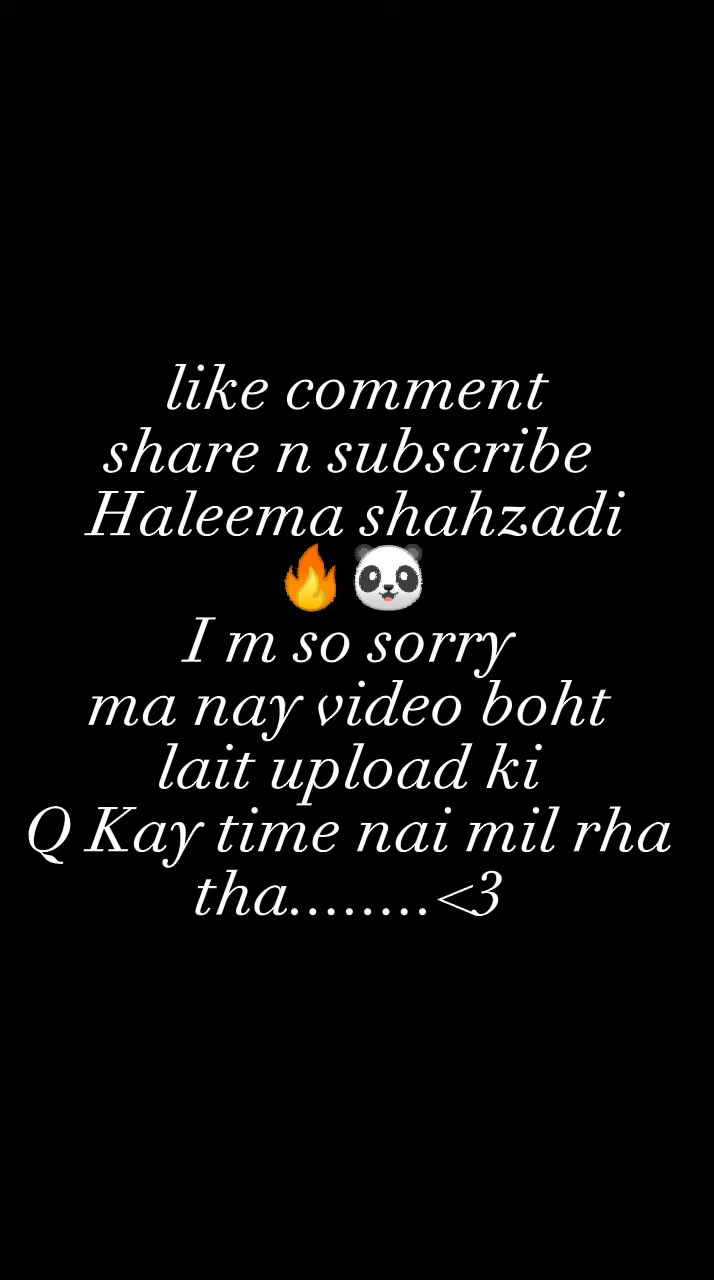 like comment
share n subscribe
Haleema shahzadi
🔥🐼
I m so sorry
ma nay video boht
lait upload ki
Q Kay time nai mil rha
tha........<3